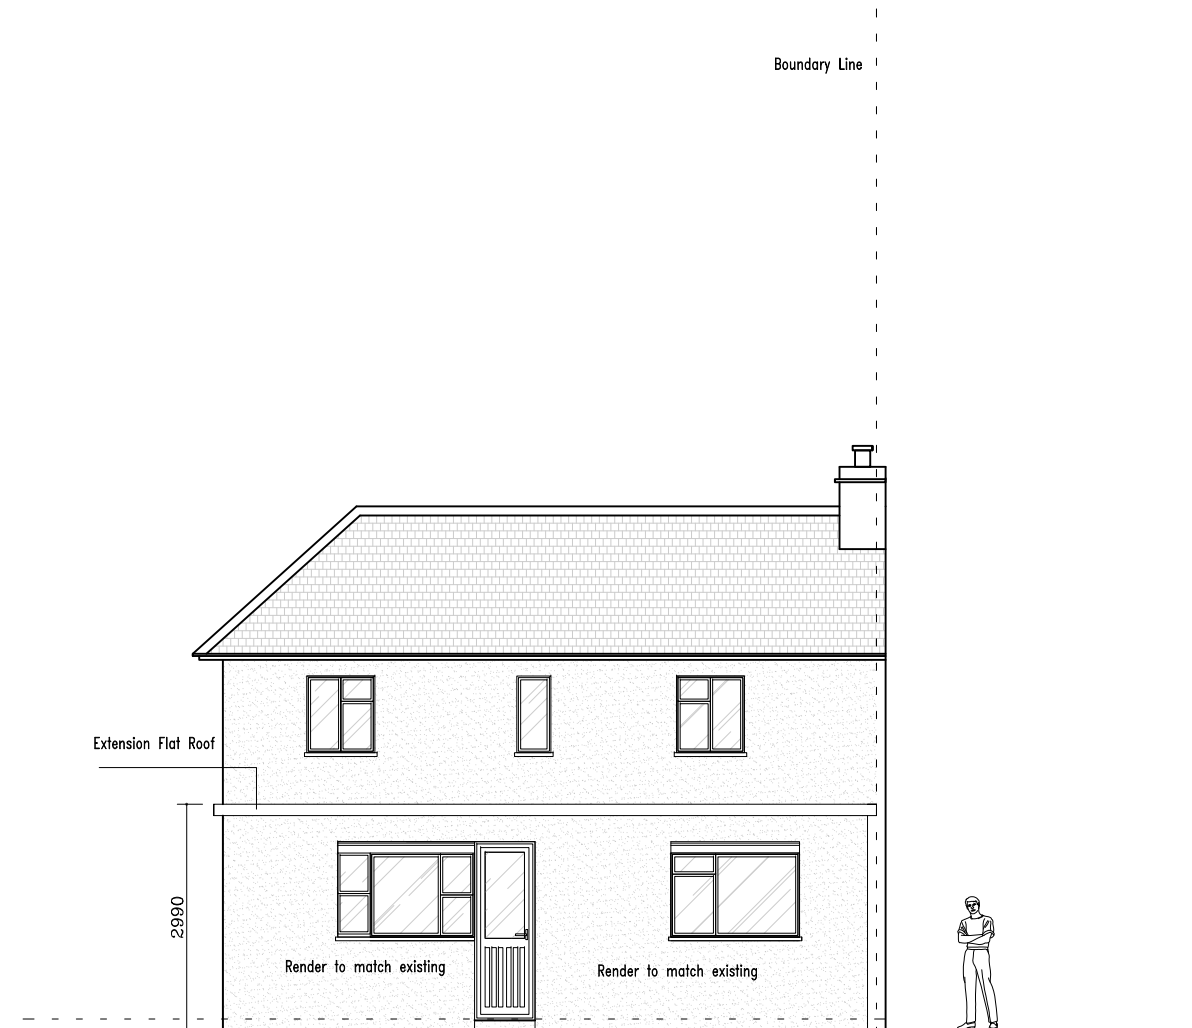 Boundary Line
Extension Flat Roof
2990
Render to match existing
Render to match existing